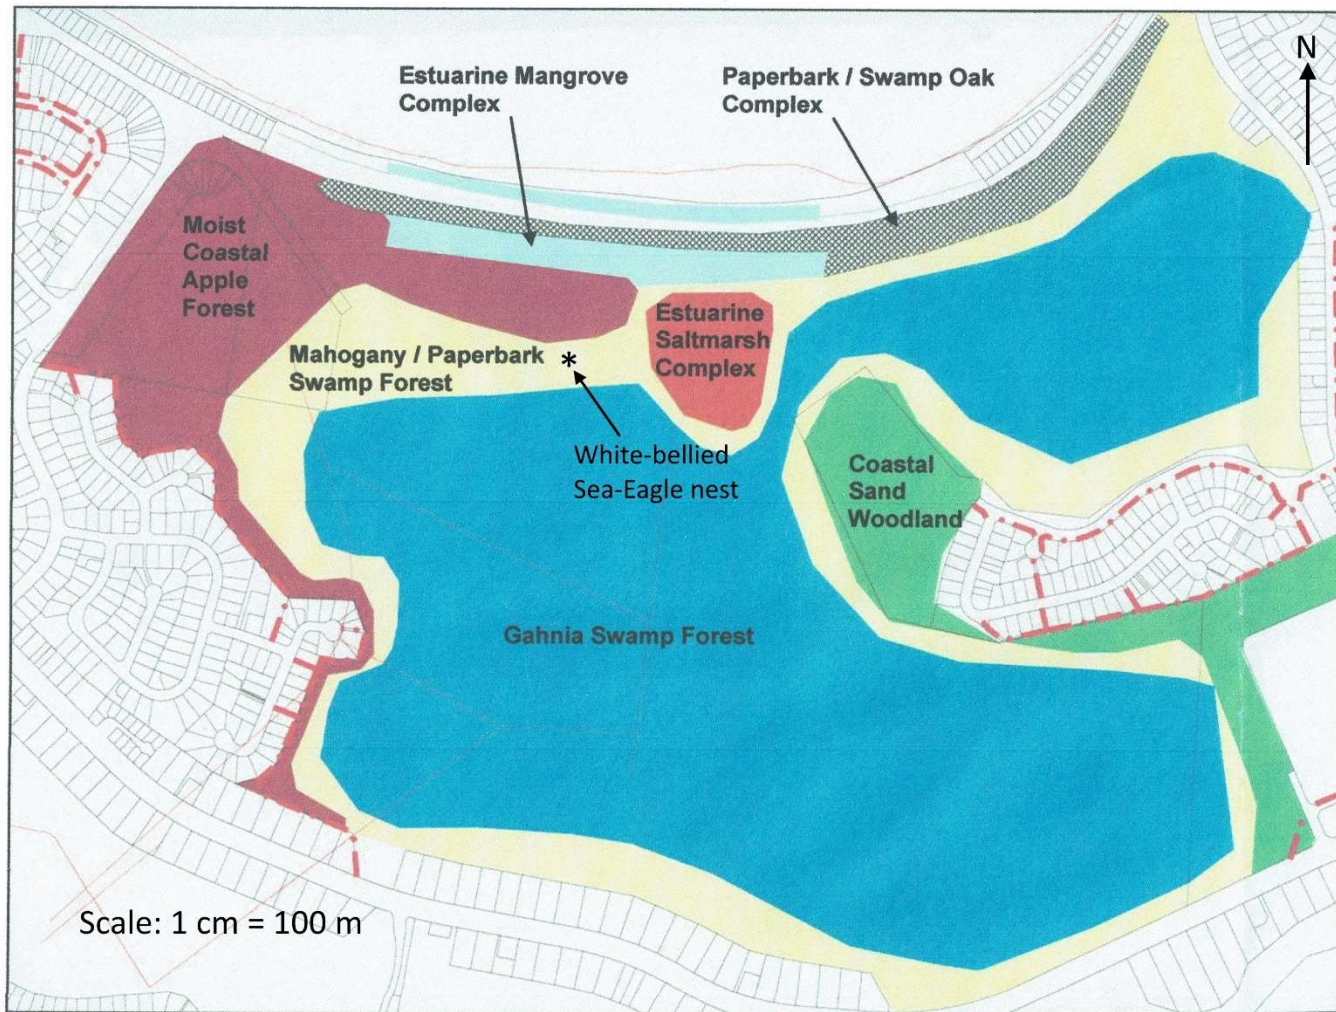 Estuarine Mangrove
Complex
Paperbark / Swamp Oak
Complex
N
Moist
Coastal
Apple
Forest
Estuarine
Saltmarsh
Complex
Mahogany / Paperbark
Swamp Forest
*
White-bellied
Sea-Eagle nest
Coastal
Sand
Woodland
Gahnia Swamp Forest
Scale: 1 cm = 100 m